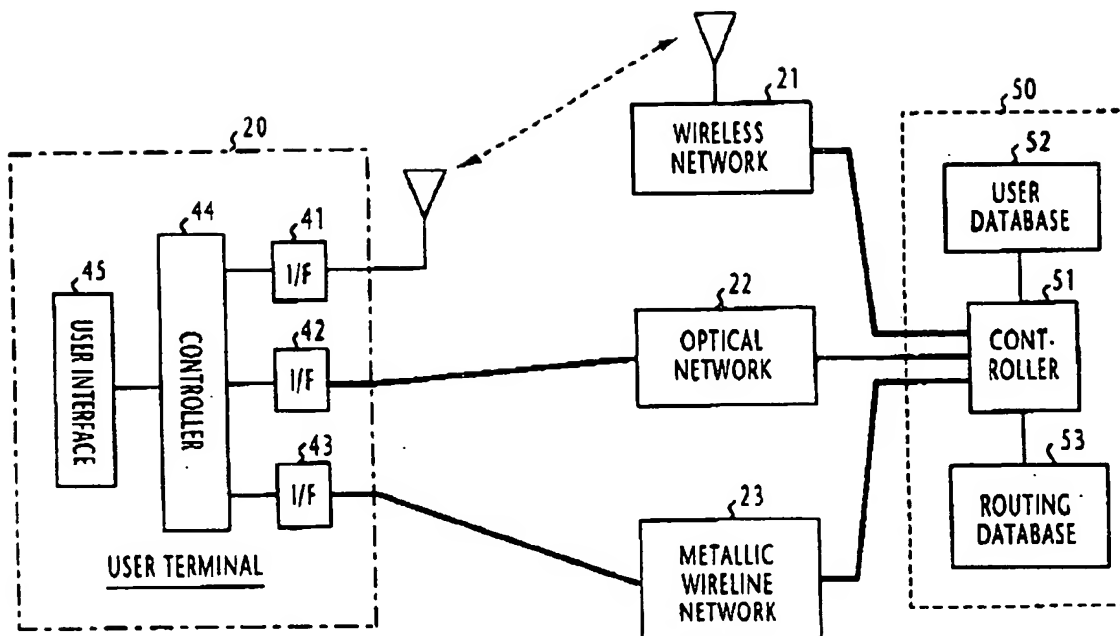 20
45
USER INTERFACE
44
CONTROLLER
41
I/F
42
I/F
43
I/F
USER TERMINAL
21
WIRELESS
NETWORK
22
OPTICAL
NETWORK
23
METALLIC
WIRELINE
NETWORK
50
52
USER
DATABASE
51
CONT-
ROLLER
53
ROUTING
DATABASE